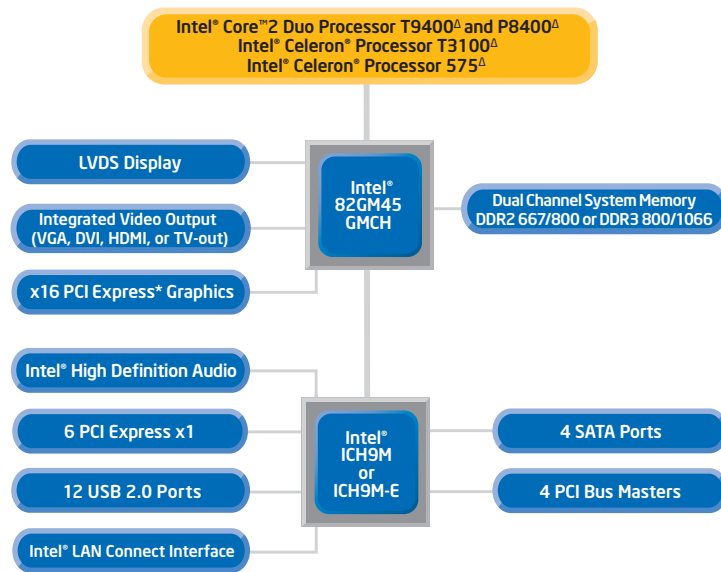 Intel® Core™2 Duo Processor T9400Δ and P8400Δ
Intel® Celeron® Processor T3100Δ
Intel® Celeron® Processor 575Δ
LVDS Display
Integrated Video Output
(VGA, DVI, HDMI, or TV-out)
x16 PCI Express* Graphics
Intel®
82GM45
GMCH
Dual Channel System Memory
DDR2 667/800 or DDR3 800/1066
Intel® High Definition Audio
6 PCI Express x1
12 USB 2.0 Ports
Intel® LAN Connect Interface
Intel®
ICH9M
or
ICH9M-E
4 SATA Ports
4 PCI Bus Masters